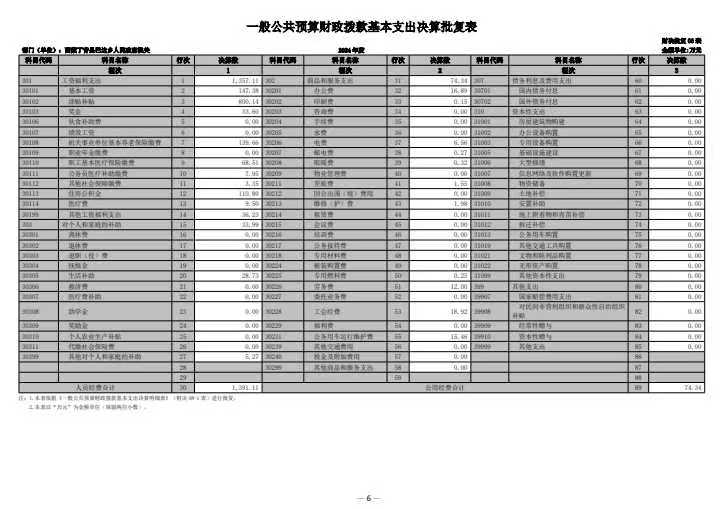 一般公共预算财政拨款基本支出决算批复表
财决批复05表
部门（单位）：西藏丁青县巴达乡人民政府机关 2024年度 金额单位:万元
科目代码 科目名称 行次 决算数 科目代码 科目名称 行次 决算数 科目代码 科目名称 行次 决算数
栏次 1 栏次 2 栏次 3
301 工资福利支出 1 1,357.11 302 商品和服务支出 31 74.34 307 债务利息及费用支出 60 0.00
30101 基本工资 2 147.38 30201 办公费 32 16.89 30701 国内债务付息 61 0.00
30102 津贴补贴 3 800.14 30202 印刷费 33 0.15 30702 国外债务付息 62 0.00
30103 奖金 4 33.60 30203 咨询费 34 0.00 310 资本性支出 63 0.00
30106 伙食补助费 5 0.00 30204 手续费 35 0.00 31001 房屋建筑物购建 64 0.00
30107 绩效工资 6 0.00 30205 水费 36 0.00 31002 办公设备购置 65 0.00
30108 机关事业单位基本养老保险缴费 7 139.66 30206 电费 37 6.56 31003 专用设备购置 66 0.00
30109 职业年金缴费 8 0.00 30207 邮电费 38 0.27 31005 基础设施建设 67 0.00
30110 职工基本医疗保险缴费 9 68.51 30208 取暖费 39 0.32 31006 大型修缮 68 0.00
30111 公务员医疗补助缴费 10 7.95 30209 物业管理费 40 0.00 31007 信息网络及软件购置更新 69 0.00
30112 其他社会保障缴费 11 3.35 30211 差旅费 41 1.55 31008 物资储备 70 0.00
30113 住房公积金 12 110.80 30212 因公出国（境）费用 42 0.00 31009 土地补偿 71 0.00
30114 医疗费 13 9.50 30213 维修（护）费 43 1.98 31010 安置补助 72 0.00
30199 其他工资福利支出 14 36.23 30214 租赁费 44 0.00 31011 地上附着物和青苗补偿 73 0.00
303 对个人和家庭的补助 15 33.99 30215 会议费 45 0.00 31012 拆迁补偿 74 0.00
30301 离休费 16 0.00 30216 培训费 46 0.00 31013 公务用车购置 75 0.00
30302 退休费 17 0.00 30217 公务接待费 47 0.00 31019 其他交通工具购置 76 0.00
30303 退职（役）费 18 0.00 30218 专用材料费 48 0.00 31021 文物和陈列品购置 77 0.00
30304 抚恤金 19 0.00 30224 被装购置费 49 0.00 31022 无形资产购置 78 0.00
30305 生活补助 20 28.73 30225 专用燃料费 50 0.25 31099 其他资本性支出 79 0.00
30306 救济费 21 0.00 30226 劳务费 51 12.00 399 其他支出 80 0.00
30307 医疗费补助 22 0.00 30227 委托业务费 52 0.00 39907 国家赔偿费用支出 81 0.00
30308 助学金 23 0.00 30228 工会经费 53 18.92 39908 对民间非营利组织和群众性自治组织补贴 82 0.00
30309 奖励金 24 0.00 30229 福利费 54 0.00 39909 经常性赠与 83 0.00
30310 个人农业生产补贴 25 0.00 30231 公务用车运行维护费 55 15.46 39910 资本性赠与 84 0.00
30311 代缴社会保险费 26 0.00 30239 其他交通费用 56 0.00 39999 其他支出 85 0.00
30399 其他对个人和家庭的补助 27 5.27 30240 税金及附加费用 57 0.00 86
28 30299 其他商品和服务支出 58 0.00 87
29 59 88
人员经费合计 30 1,391.11 公用经费合计 89 74.34
注：1.本表依据《一般公共预算财政拨款基本支出决算明细表》（财决08-1表）进行批复。
2.本表以“万元”为金额单位（保留两位小数）。
— 6 —